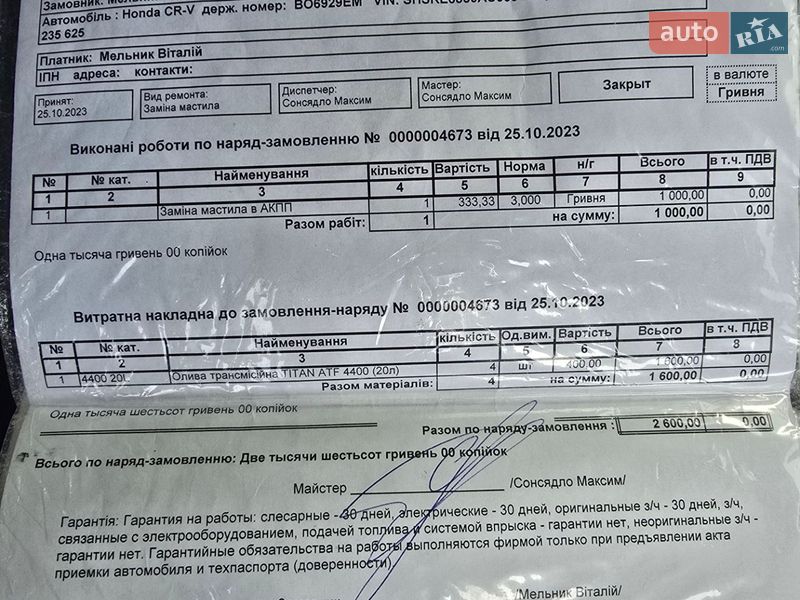 Замовник: Мельник
Автомобіль : Honda CR-V держ. номер: ВО6929ЕМ VIN:
235 625
auto RIA .com
Платник: Мельник Віталій
ІПН адреса: контакти:
Принят: 25.10.2023
Вид ремонта: Заміна мастила
Диспетчер: Сонсядло Максим
Мастер: Сонсядло Максим
Закрыт
в валюте
Гривня
Виконані роботи по наряд-замовленню № 0000004673 від 25.10.2023
№ № кат. Найменування кількість Вартість Норма н/г Всього в т.ч. ПДВ
1 2 3 4 5 6 7 8 9
1 Заміна мастила в АКПП 1 333,33 3,000 Гривня 1 000,00 0,00
Разом рабіт: 1 на суму: 1 000,00 0,00
Одна тысяча гривень 00 копійок
Витратна накладна до замовлення-наряду № 0000004673 від 25.10.2023
№ № кат. Найменування кількість Од.вим. Вартість Всього в т.ч. ПДВ
1 2 3 4 5 6 7 8
1 4400 20L Олива трансмісійна TITAN ATF 4400 (20л) 4 шт 400,00 1 600,00 0,00
Разом матеріалів: 4 на суму: 1 600,00 0,00
Одна тысяча шестьсот гривень 00 копійок
Разом по наряду-замовлення : 2 600,00 0,00
Всього по наряд-замовленню: Две тысячи шестьсот гривень 00 копійок
Майстер /Сонсядло Максим/
Гарантія: Гарантия на работы: слесарные - 30 дней, электрические - 30 дней, оригинальные з/ч - 30 дней, з/ч,
связанные с электрооборудованием, подачей топлива и системой впрыска - гарантии нет, неоригинальные з/ч -
гарантии нет. Гарантийные обязательства на работы выполняются фирмой только при предъявлении акта
приемки автомобиля и техпаспорта (доверенности)
/Мельник Віталій/